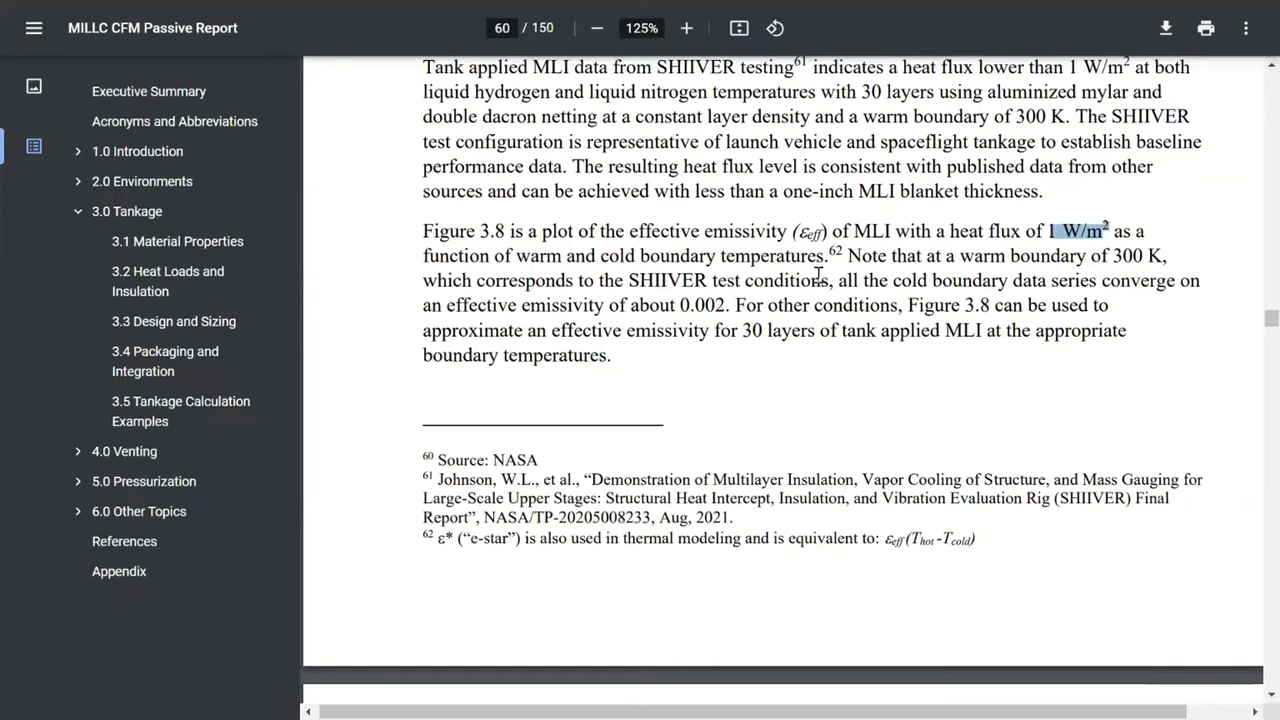 MILLC CFM Passive Report
60 / 150
125%
Executive Summary
Acronyms and Abbreviations
1.0 Introduction
2.0 Environments
3.0 Tankage
3.1 Material Properties
3.2 Heat Loads and
Insulation
3.3 Design and Sizing
3.4 Packaging and
Integration
3.5 Tankage Calculation
Examples
4.0 Venting
5.0 Pressurization
6.0 Other Topics
References
Appendix
Tank applied MLI data from SHIIVER testing⁶¹ indicates a heat flux lower than 1 W/m² at both
liquid hydrogen and liquid nitrogen temperatures with 30 layers using aluminized mylar and
double dacron netting at a constant layer density and a warm boundary of 300 K. The SHIIVER
test configuration is representative of launch vehicle and spaceflight tankage to establish baseline
performance data. The resulting heat flux level is consistent with published data from other
sources and can be achieved with less than a one-inch MLI blanket thickness.
Figure 3.8 is a plot of the effective emissivity (εeff) of MLI with a heat flux of 1 W/m² as a
function of warm and cold boundary temperatures.⁶² Note that at a warm boundary of 300 K,
which corresponds to the SHIIVER test conditions, all the cold boundary data series converge on
an effective emissivity of about 0.002. For other conditions, Figure 3.8 can be used to
approximate an effective emissivity for 30 layers of tank applied MLI at the appropriate
boundary temperatures.
⁶⁰ Source: NASA
⁶¹ Johnson, W.L., et al., “Demonstration of Multilayer Insulation, Vapor Cooling of Structure, and Mass Gauging for
Large-Scale Upper Stages: Structural Heat Intercept, Insulation, and Vibration Evaluation Rig (SHIIVER) Final
Report”, NASA/TP-20205008233, Aug, 2021.
⁶² ε* (“e-star”) is also used in thermal modeling and is equivalent to: εeff (Thot -Tcold)